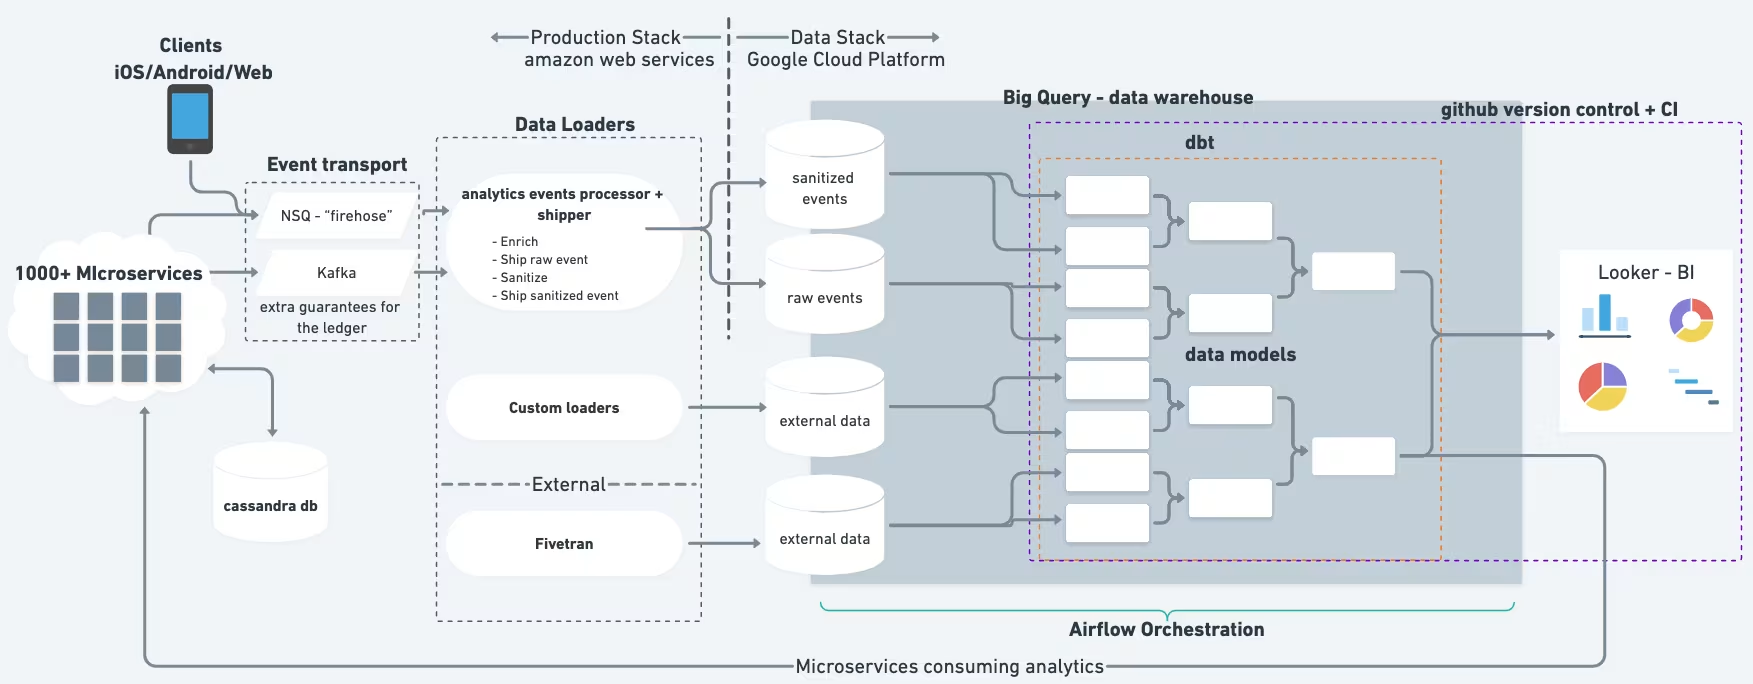 Clients
iOS/Android/Web
Production Stack
amazon web services
Data Stack
Google Cloud Platform
Big Query - data warehouse
github version control + CI
Data Loaders
dbt
Event transport
NSQ - “firehose”
Kafka
extra guarantees for
the ledger
1000+ MIcroservices
cassandra db
analytics events processor +
shipper
- Enrich
- Ship raw event
- Sanitize
- Ship sanitized event
Custom loaders
External
Fivetran
sanitized
events
raw events
external data
external data
data models
Looker - BI
Airflow Orchestration
Microservices consuming analytics